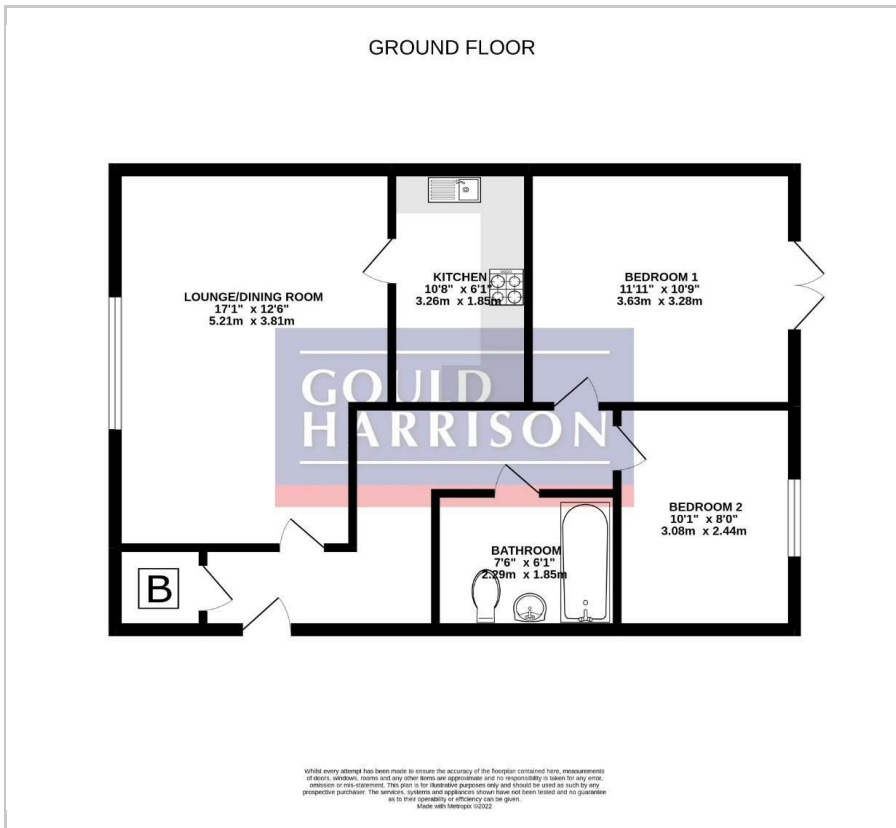 GROUND FLOOR
LOUNGE/DINING ROOM
17'1" x 12'6"
5.21m x 3.81m
KITCHEN
10'8" x 6'1"
3.26m x 1.85m
BEDROOM 1
11'11" x 10'9"
3.63m x 3.28m
GOULD
HARRISON
BEDROOM 2
10'1" x 8'0"
3.08m x 2.44m
BATHROOM
7'6" x 6'1"
2.29m x 1.85m
B
Whilst every attempt has been made to ensure the accuracy of the floorplan contained here, measurements
of doors, windows, rooms and any other items are approximate and no responsibility is taken for any error,
omission or mis-statement. This plan is for illustrative purposes only and should be used as such by any
prospective purchaser. The services, systems and appliances shown have not been tested and no guarantee
as to their operability or efficiency can be given.
Made with Metropix ©2022